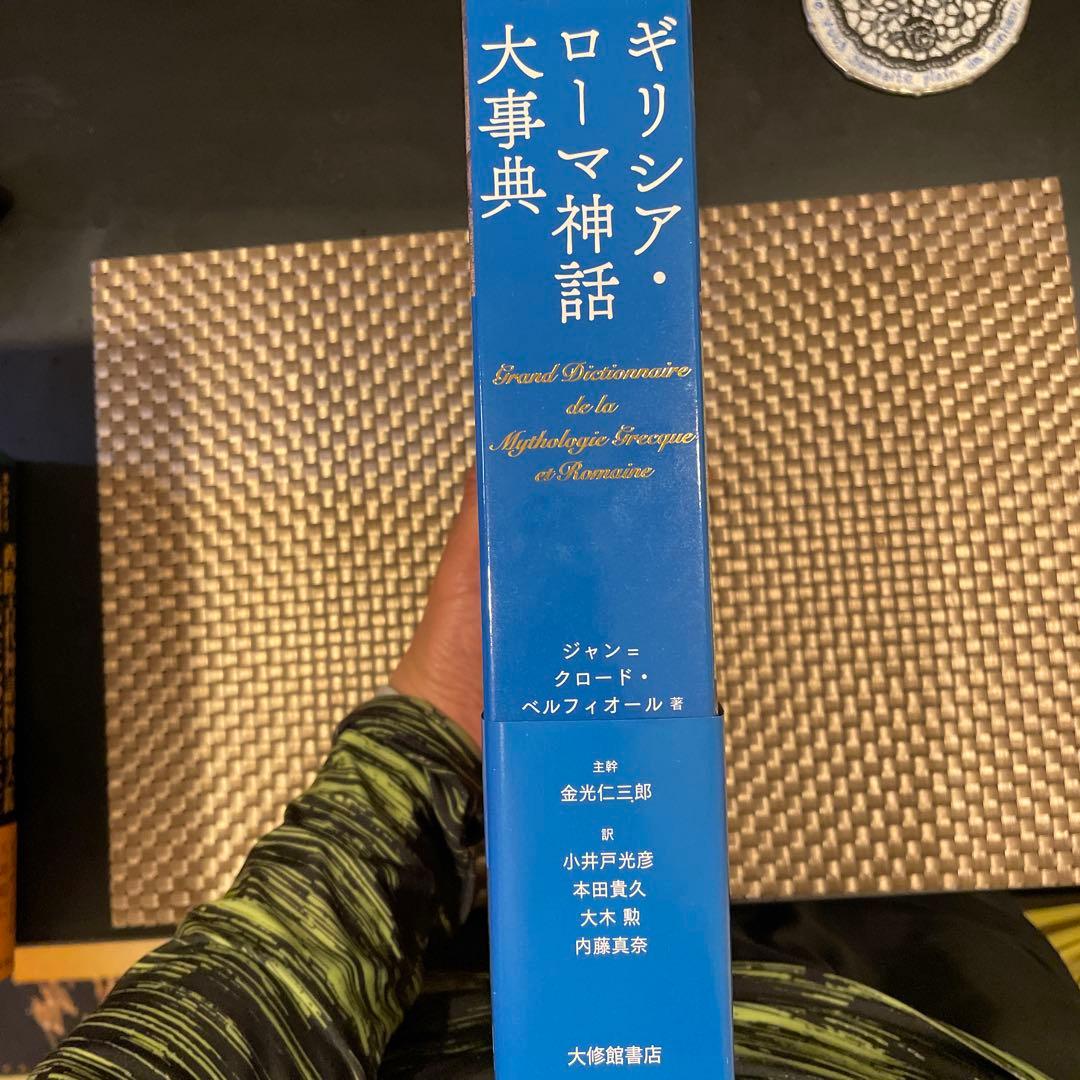 ギリシア・
ローマ神話
大事典
Grand Dictionnaire
de la
Mythologie Grecque
et Romaine
ジャン=
クロード・
ベルフィオール 著
主幹
金光仁三郎
訳
小井戸光彦
本田貴久
大木 勲
内藤真奈
大修館書店